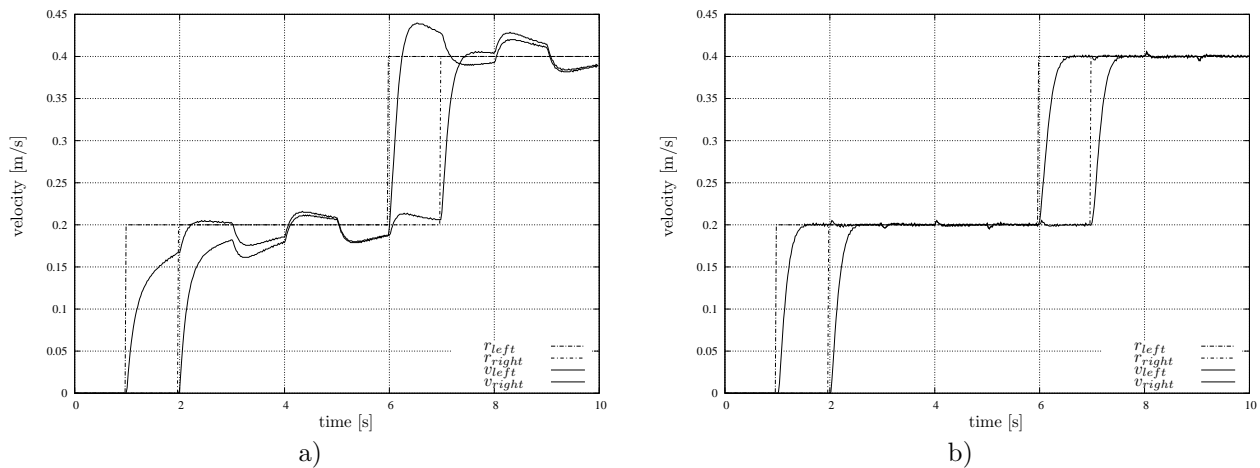 0.45
0.4
0.35
0.3
0.25
0.2
0.15
0.1
0.05
0
velocity [m/s]
0 2 4 6 8 10
time [s]
r_left
r_right
v_left
v_right
a)
0.45
0.4
0.35
0.3
0.25
0.2
0.15
0.1
0.05
0
velocity [m/s]
0 2 4 6 8 10
time [s]
r_left
r_right
v_left
v_right
b)